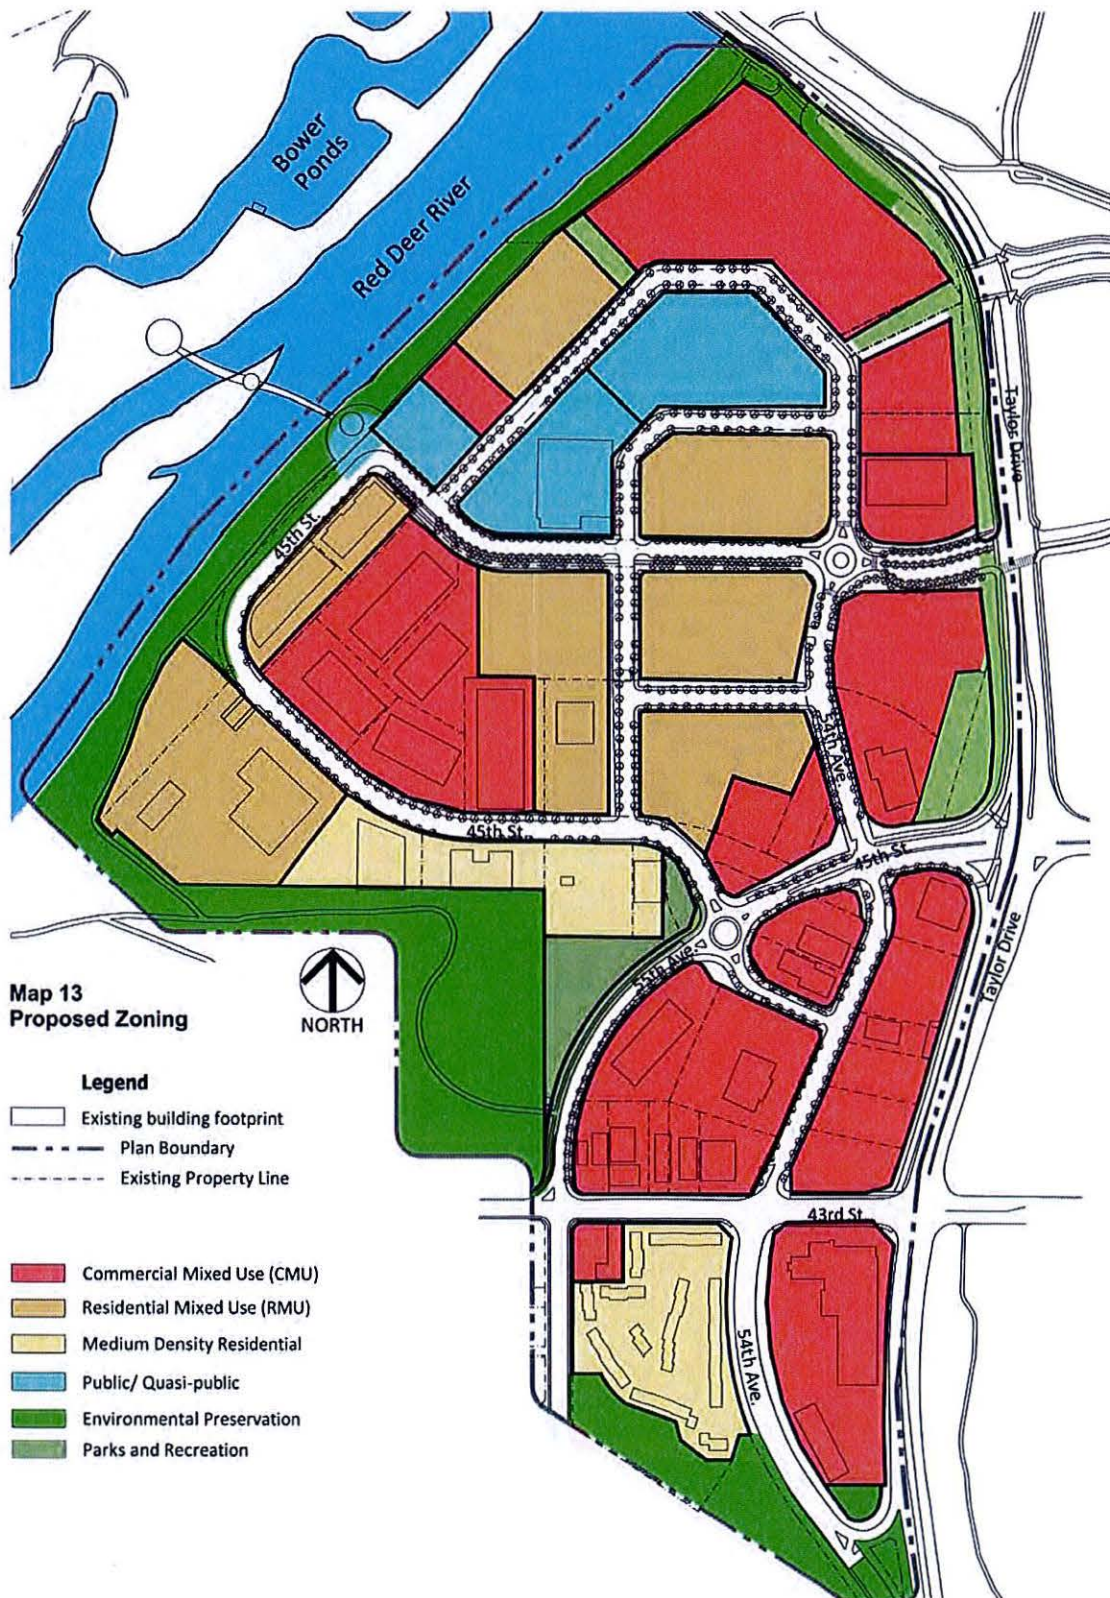 Bower
Ponds
Red Deer River
Taylor Drive
45th St.
54th Ave.
45th St.
45th St.
55th Ave.
Taylor Drive
Map 13
Proposed Zoning
NORTH
Legend
Existing building footprint
Plan Boundary
Existing Property Line
43rd St.
Commercial Mixed Use (CMU)
Residential Mixed Use (RMU)
Medium Density Residential
Public/ Quasi-public
Environmental Preservation
Parks and Recreation
54th Ave.